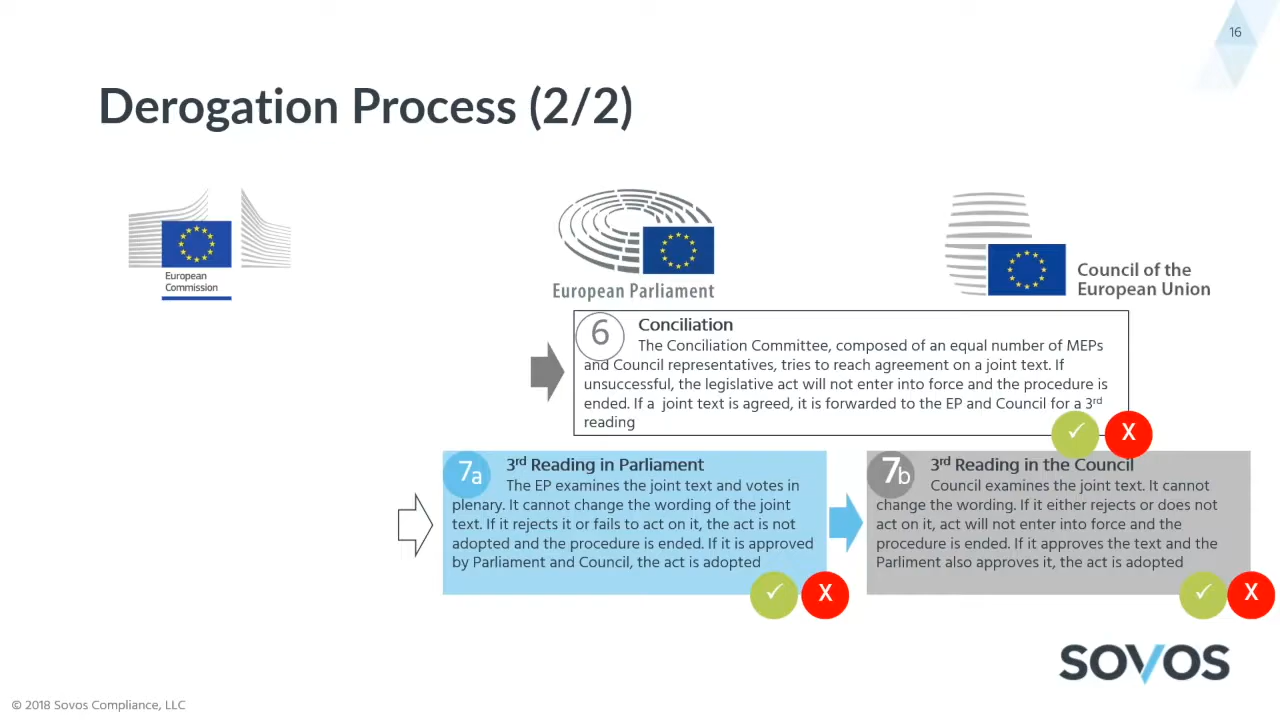 16
Derogation Process (2/2)
European
Commission
European Parliament
Council of the
European Union
6
Conciliation
The Conciliation Committee, composed of an equal number of MEPs
and Council representatives, tries to reach agreement on a joint text. If
unsuccessful, the legislative act will not enter into force and the procedure is
ended. If a joint text is agreed, it is forwarded to the EP and Council for a 3rd
reading
✓ X
7a
3rd Reading in Parliament
The EP examines the joint text and votes in
plenary. It cannot change the wording of the joint
text. If it rejects it or fails to act on it, the act is not
adopted and the procedure is ended. If it is approved
by Parliament and Council, the act is adopted
✓ X
7b
3rd Reading in the Council
Council examines the joint text. It cannot
change the wording. If it either rejects or does not
act on it, act will not enter into force and the
procedure is ended. If it approves the text and the
Parliment also approves it, the act is adopted
✓ X
SOVOS
© 2018 Sovos Compliance, LLC